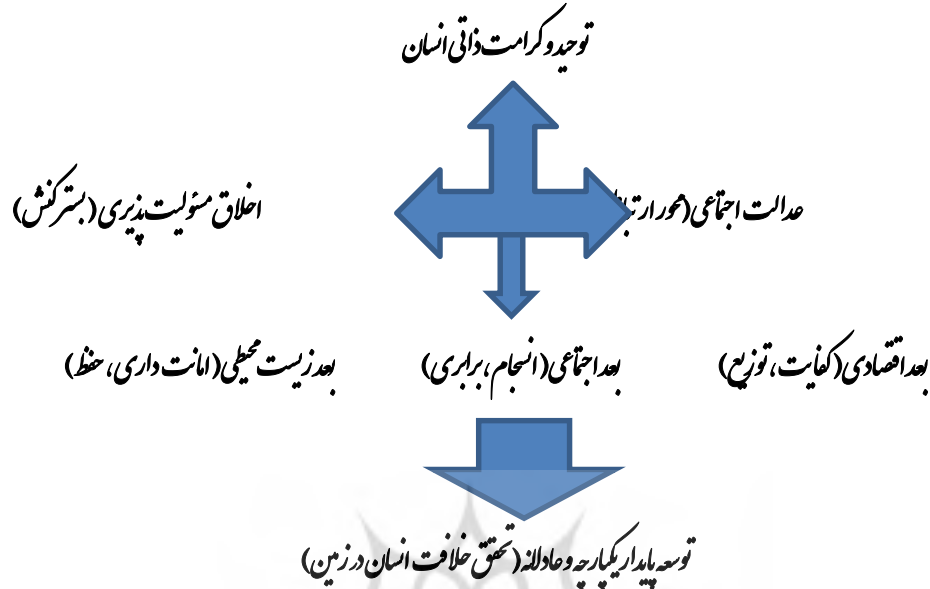 توحید و کرامت ذاتی انسان
عدالت اجتماعی (محور
اخلاق مسئولیت پذیری (بستر کنش)
بعد اقتصادی (کفایت، توزیع)
بعد اجتماعی (انسجام، برابری)
بعد زیست محیطی (امانت داری، حفظ)
توسعه پایدار یکپارچه و عادلانه (تحقق خلافت انسان در زمین)